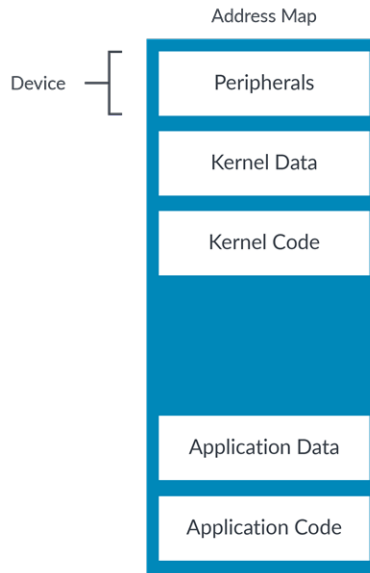 Address Map
Device
Peripherals
Kernel Data
Kernel Code
Application Data
Application Code